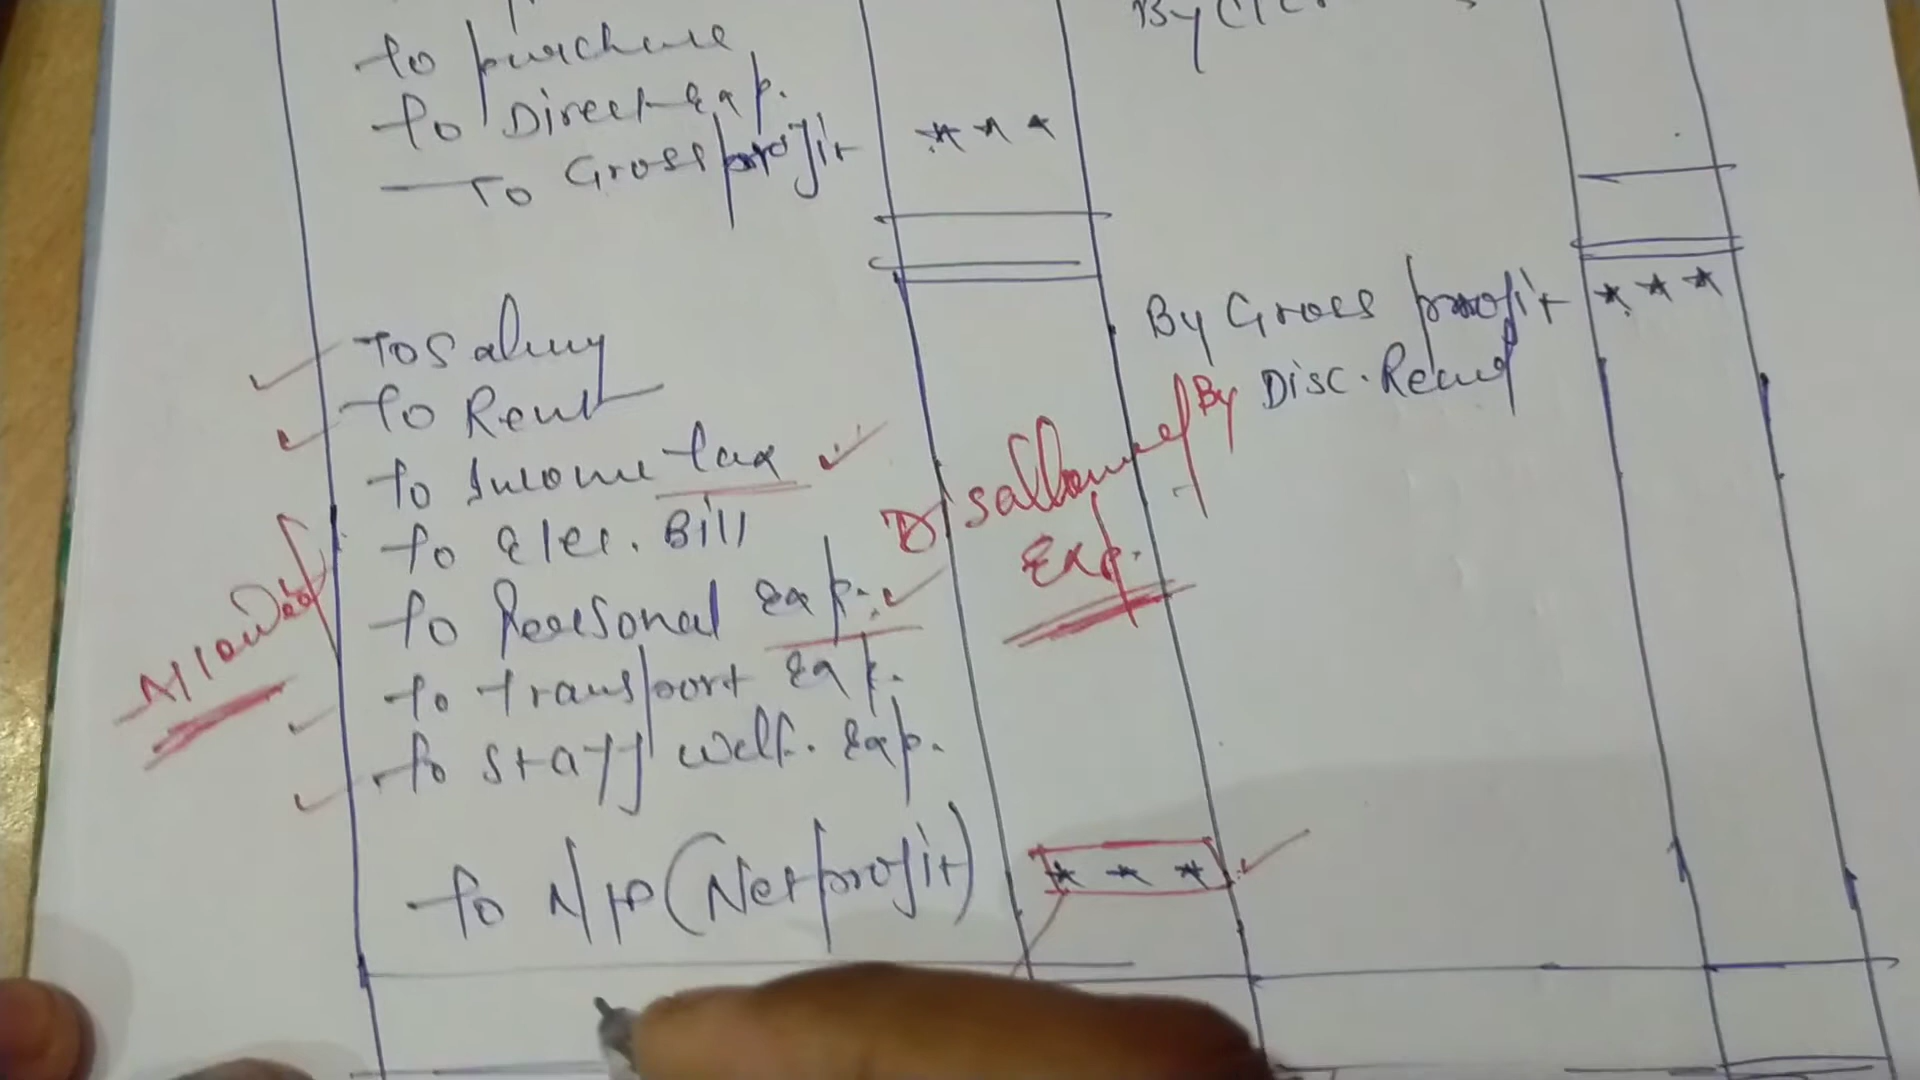 To purchase
To Direct Exp.
To Gross profit
* * *
To Salary
To Rent
To Income tax
To Elec. Bill
To Personal exp.
To transport Exp.
To Staff welf. Exp.
To N/P (Net profit)
* * *
Allowed
Disallowed
Exp.
By
By Gross profit
* * *
By Disc. Recvd